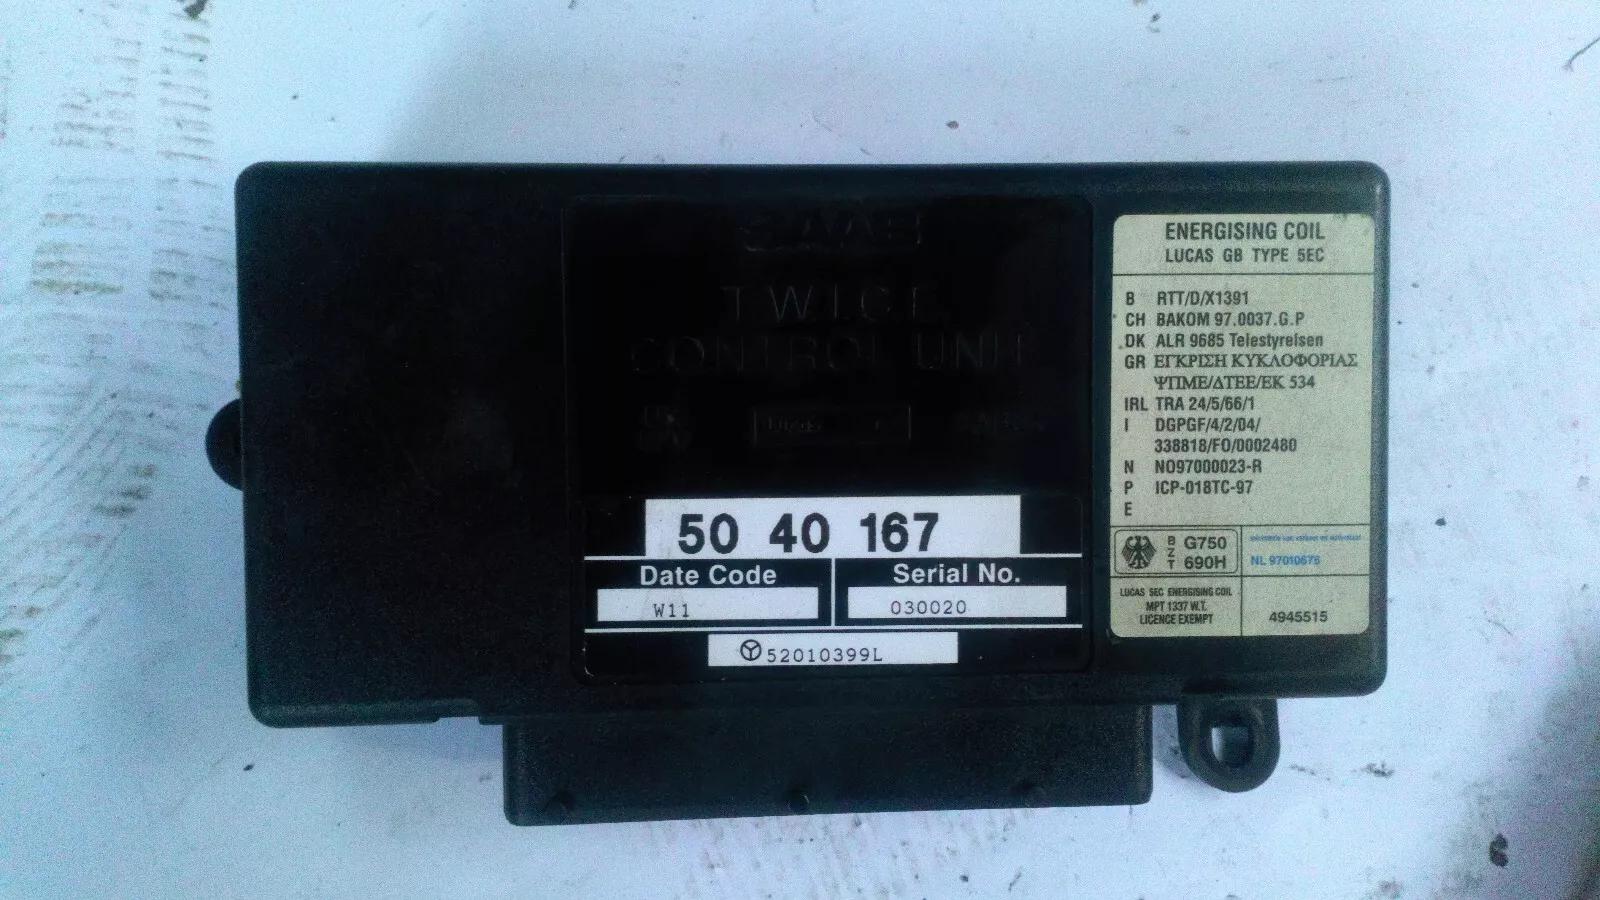 SAAB
T.W.I.C.E.
CONTROL UNIT
Lucas
50 40 167
Date Code
Serial No.
W11
030020
52010399L
ENERGISING COIL
LUCAS GB TYPE 5EC
B RTT/D/X1391
CH BAKOM 97.0037.G.P
DK ALR 9685 Telestyrelsen
GR ΕΓΚΡΙΣΗ ΚΥΚΛΟΦΟΡΙΑΣ
ΨΠΜΕ/ΔΤΕΕ/ΕΚ 534
IRL TRA 24/5/66/1
I DGPGF/4/2/04/
338818/FO/0002480
N NO97000023-R
P ICP-018TC-97
E
BZT G750
690H
NL 97010676
LUCAS 5EC ENERGISING COIL
MPT 1337 W.T.
LICENCE EXEMPT
4945515